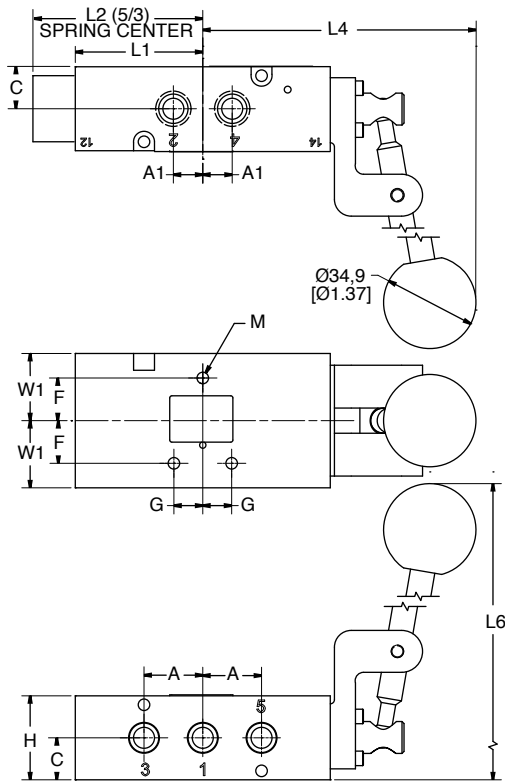 L2 (5/3)
SPRING CENTER
L4
L1
C
12
2
4
14
A1
A1
Ø34,9
[Ø1.37]
M
W1
F
W1
F
G
G
L6
A
A
5
H
C
3
1